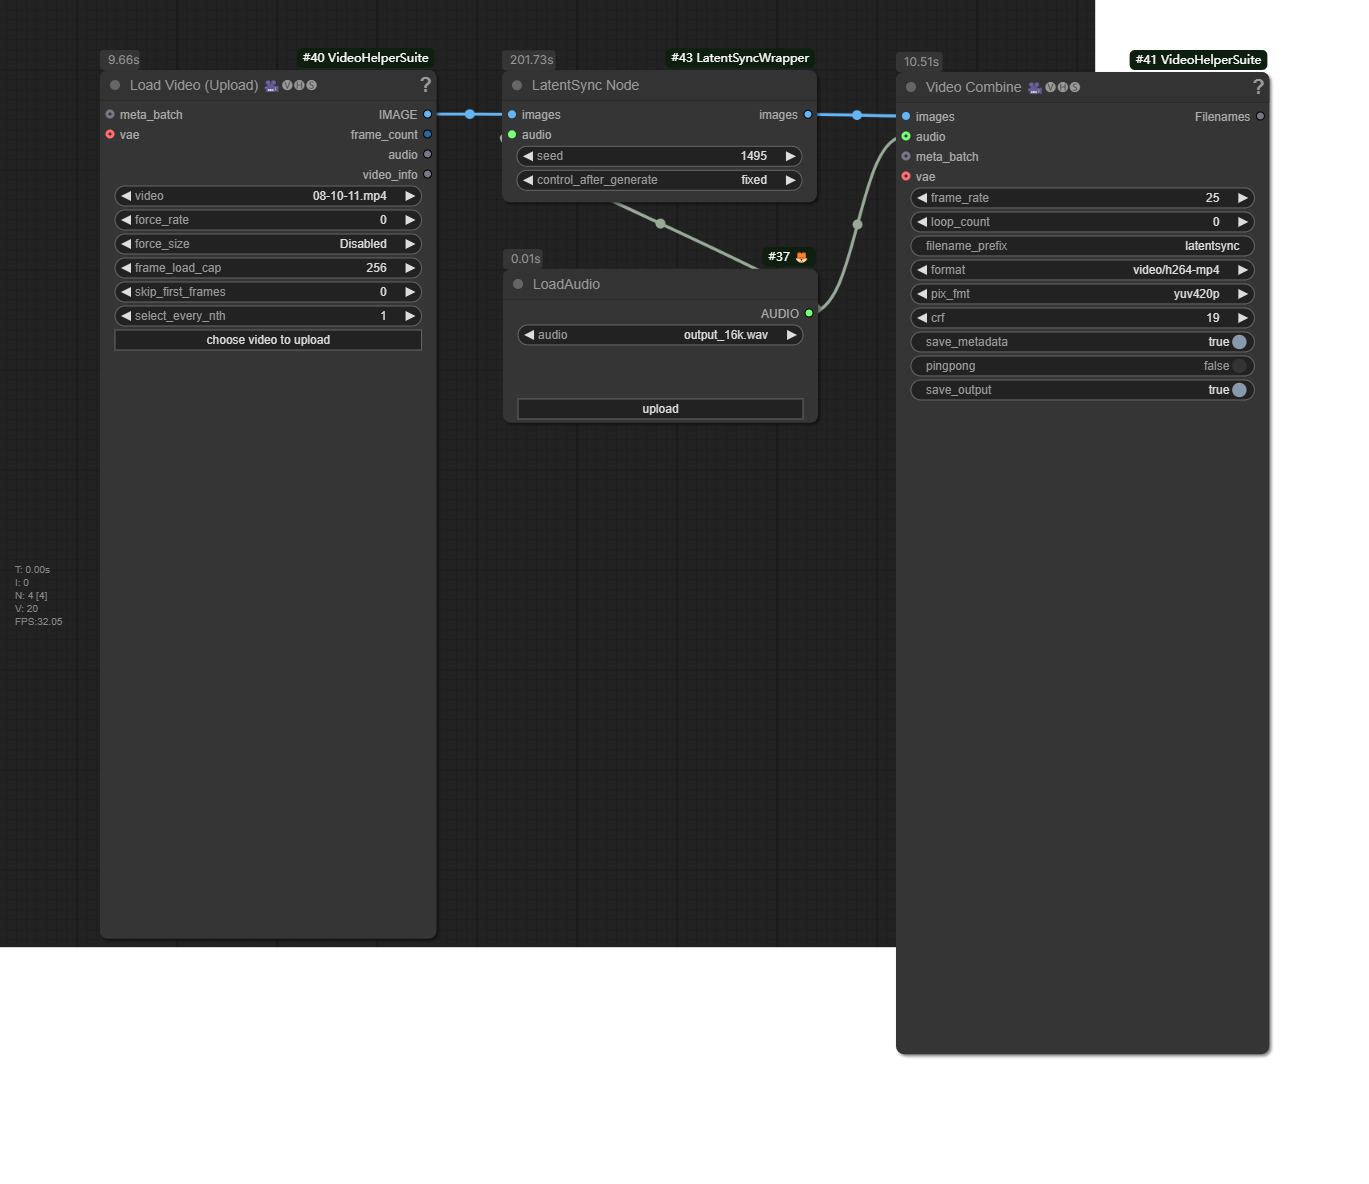 9.66s
#40 VideoHelperSuite
Load Video (Upload) 🎥🅥🅗🅢
?
meta_batch
IMAGE
vae
frame_count
audio
video_info
video 08-10-11.mp4
force_rate 0
force_size Disabled
frame_load_cap 256
skip_first_frames 0
select_every_nth 1
choose video to upload
201.73s
#43 LatentSyncWrapper
LatentSync Node
images
images
audio
seed 1495
control_after_generate fixed
0.01s
#37 🦊
LoadAudio
AUDIO
audio output_16k.wav
upload
10.51s
#41 VideoHelperSuite
Video Combine 🎥🅥🅗🅢
?
images
Filenames
audio
meta_batch
vae
frame_rate 25
loop_count 0
filename_prefix latentsync
format video/h264-mp4
pix_fmt yuv420p
crf 19
save_metadata true
pingpong false
save_output true
T: 0.00s
I: 0
N: 4 [4]
V: 20
FPS:32.05